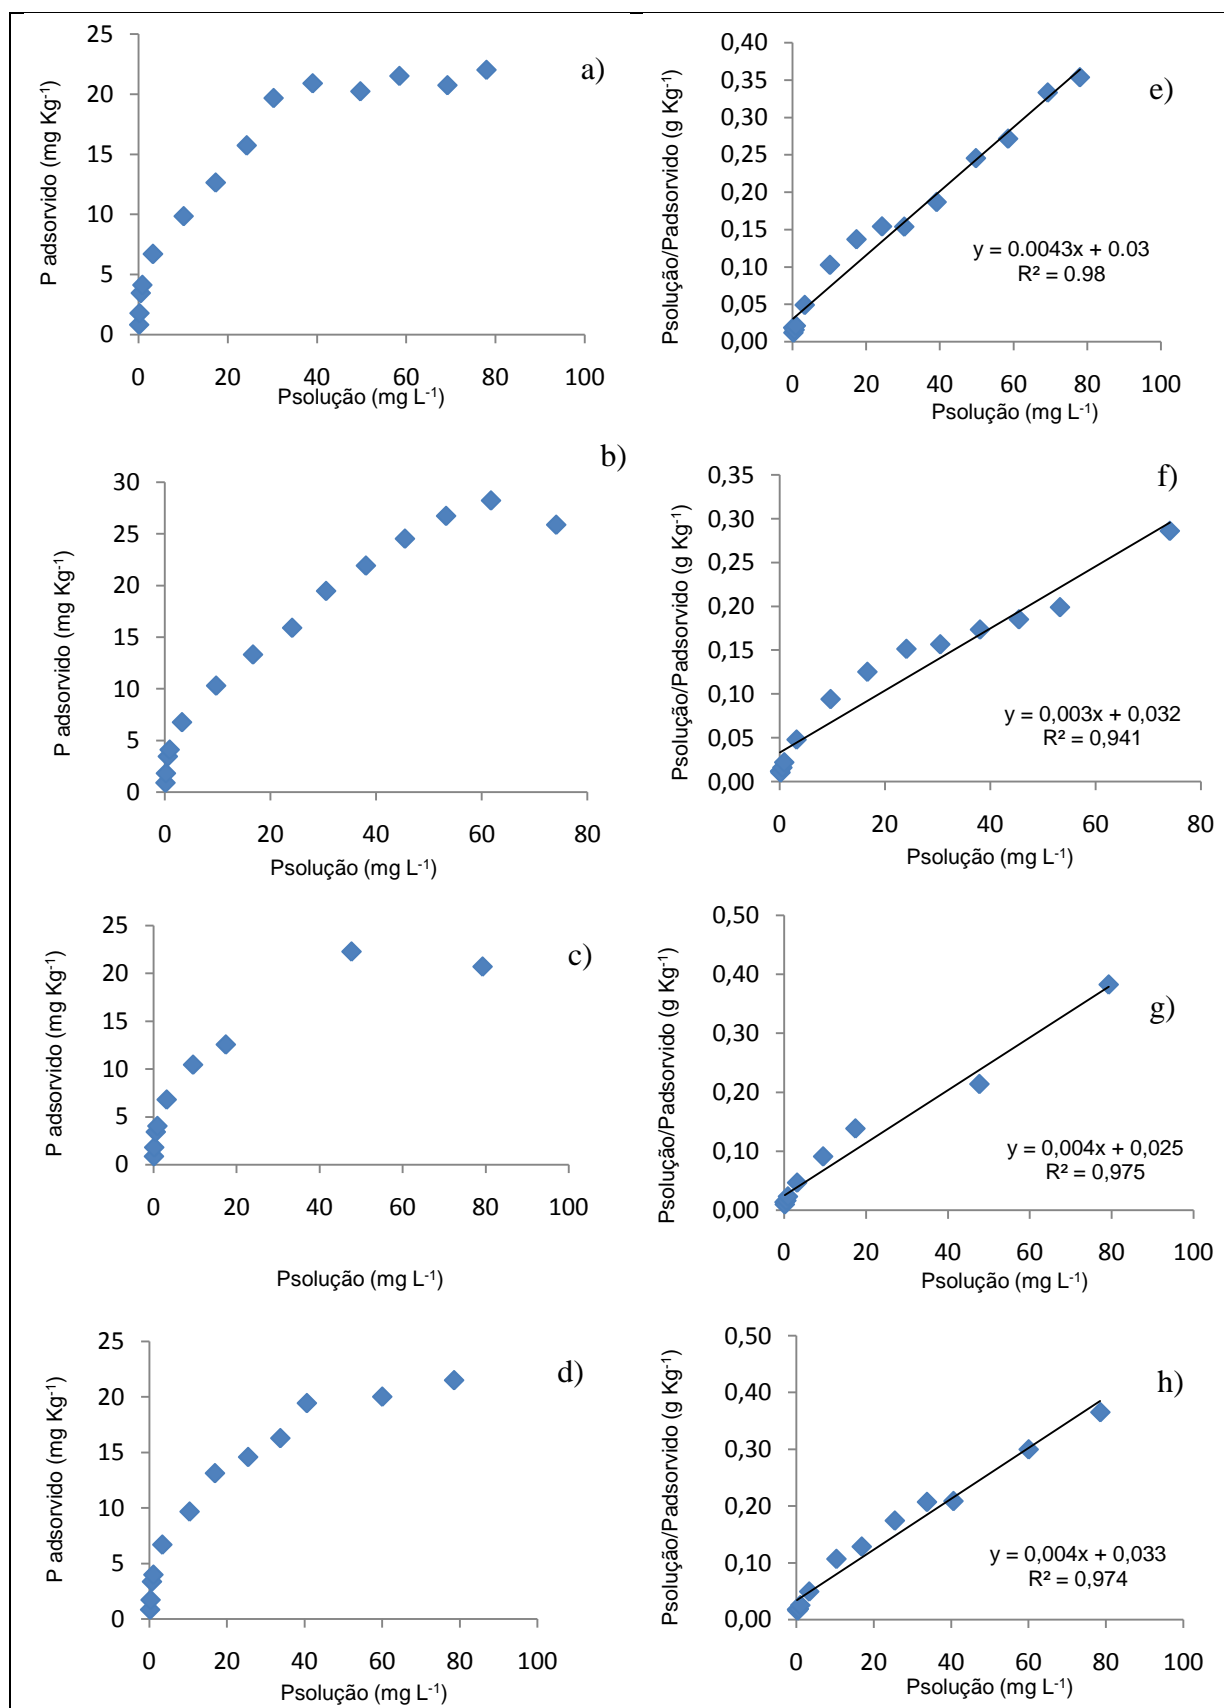 25
20
15
10
5
0
P adsorvido (mg Kg-1)
0 20 40 60 80 100
Psolução (mg L-1)
a)
0,40
0,35
0,30
0,25
0,20
0,15
0,10
0,05
0,00
Psolução/Padsorvido (g Kg-1)
0 20 40 60 80 100
Psolução (mg L-1)
e)
y = 0.0043x + 0.03
R² = 0.98
b)
30
25
20
15
10
5
0
P adsorvido (mg Kg-1)
0 20 40 60 80
Psolução (mg L-1)
0,35
0,30
0,25
0,20
0,15
0,10
0,05
0,00
Psolução/Padsorvido (g Kg-1)
0 20 40 60 80
Psolução (mg L-1)
f)
y = 0,003x + 0,032
R² = 0,941
25
20
15
10
5
0
P adsorvido (mg Kg-1)
0 20 40 60 80 100
Psolução (mg L-1)
c)
0,50
0,40
0,30
0,20
0,10
0,00
Psolução/Padsorvido (g Kg-1)
0 20 40 60 80 100
Psolução (mg L-1)
g)
y = 0,004x + 0,025
R² = 0,975
25
20
15
10
5
0
P adsorvido (mg Kg-1)
0 20 40 60 80 100
Psolução (mg L-1)
d)
0,50
0,40
0,30
0,20
0,10
0,00
Psolução/Padsorvido (g Kg-1)
0 20 40 60 80 100
Psolução (mg L-1)
h)
y = 0,004x + 0,033
R² = 0,974